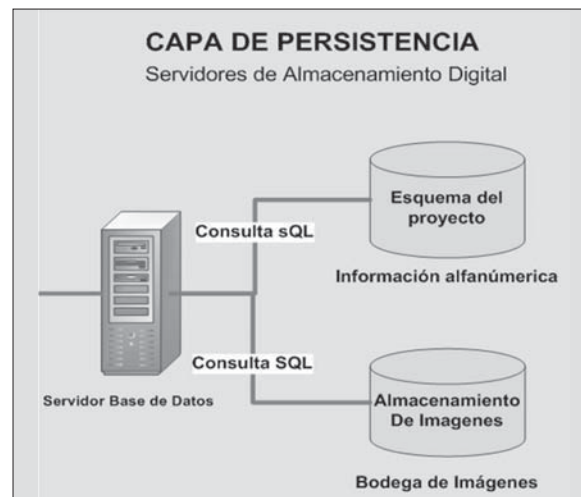 CAPA DE PERSISTENCIA
Servidores de Almacenamiento Digital
Esquema del
proyecto
Consulta sQL
Información alfanúmerica
Consulta SQL
Servidor Base de Datos
Almacenamiento
De Imagenes
Bodega de Imágenes